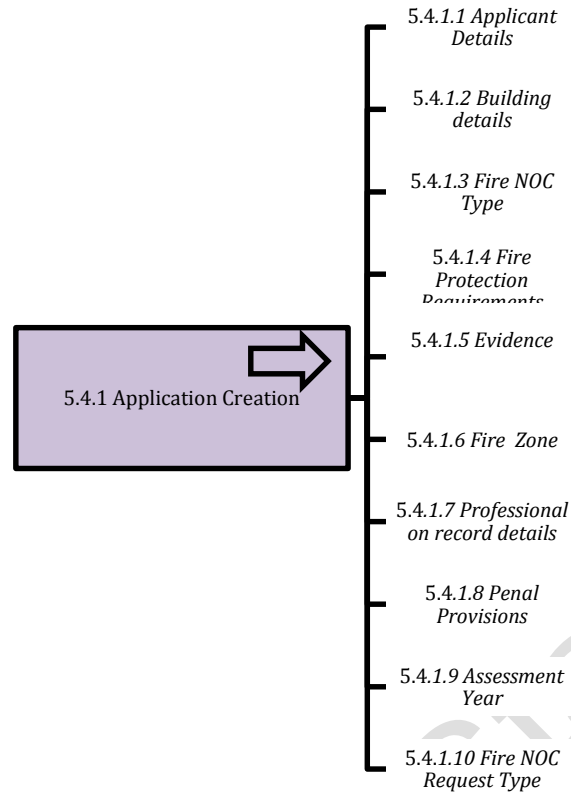 5.4.1.1 Applicant
Details
5.4.1.2 Building
details
5.4.1.3 Fire NOC
Type
5.4.1.4 Fire
Protection
Requirements
5.4.1 Application Creation
5.4.1.5 Evidence
5.4.1.6 Fire Zone
5.4.1.7 Professional
on record details
5.4.1.8 Penal
Provisions
5.4.1.9 Assessment
Year
5.4.1.10 Fire NOC
Request Type